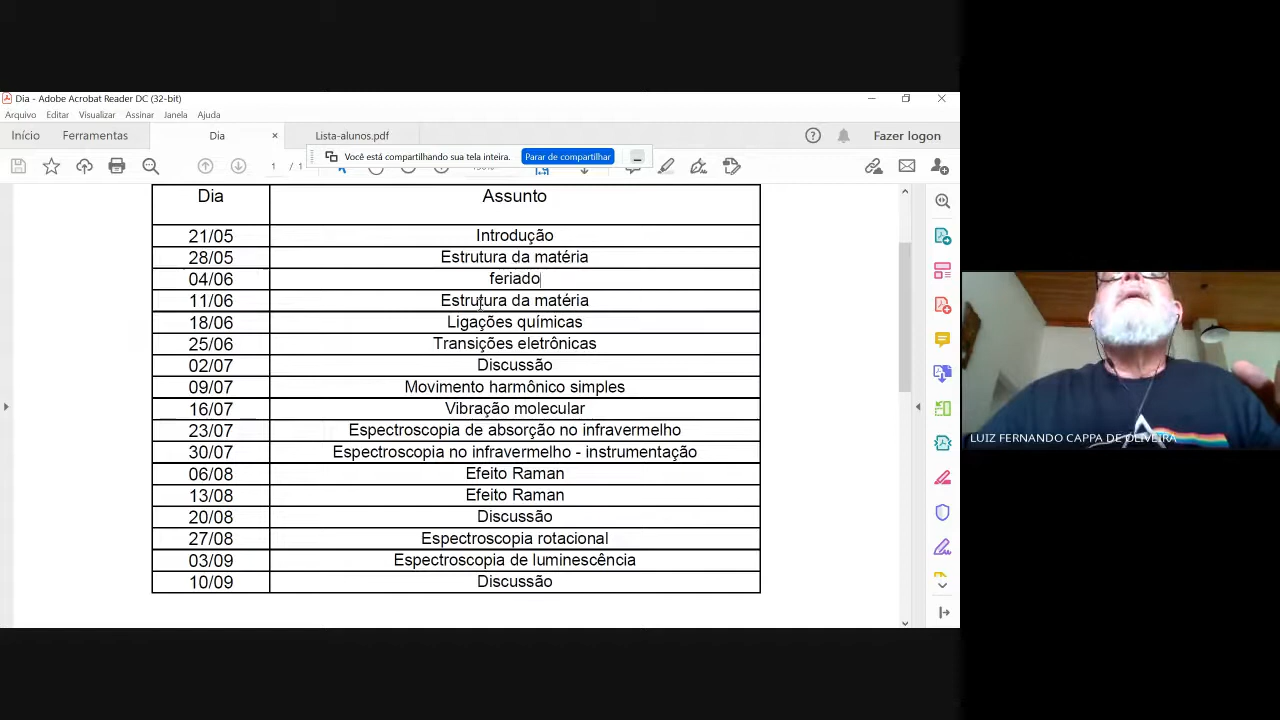 Dia - Adobe Acrobat Reader DC (32-bit)
Arquivo Editar Visualizar Assinar Janela Ajuda
Início Ferramentas Dia × Lista-alunos.pdf Fazer logon
Você está compartilhando sua tela inteira. Parar de compartilhar
1 / 1
Dia Assunto
21/05 Introdução
28/05 Estrutura da matéria
04/06 feriado
11/06 Estrutura da matéria
18/06 Ligações químicas
25/06 Transições eletrônicas
02/07 Discussão
09/07 Movimento harmônico simples
16/07 Vibração molecular
23/07 Espectroscopia de absorção no infravermelho
30/07 Espectroscopia no infravermelho - instrumentação
06/08 Efeito Raman
13/08 Efeito Raman
20/08 Discussão
27/08 Espectroscopia rotacional
03/09 Espectroscopia de luminescência
10/09 Discussão
LUIZ FERNANDO CAPPA DE OLIVEIRA